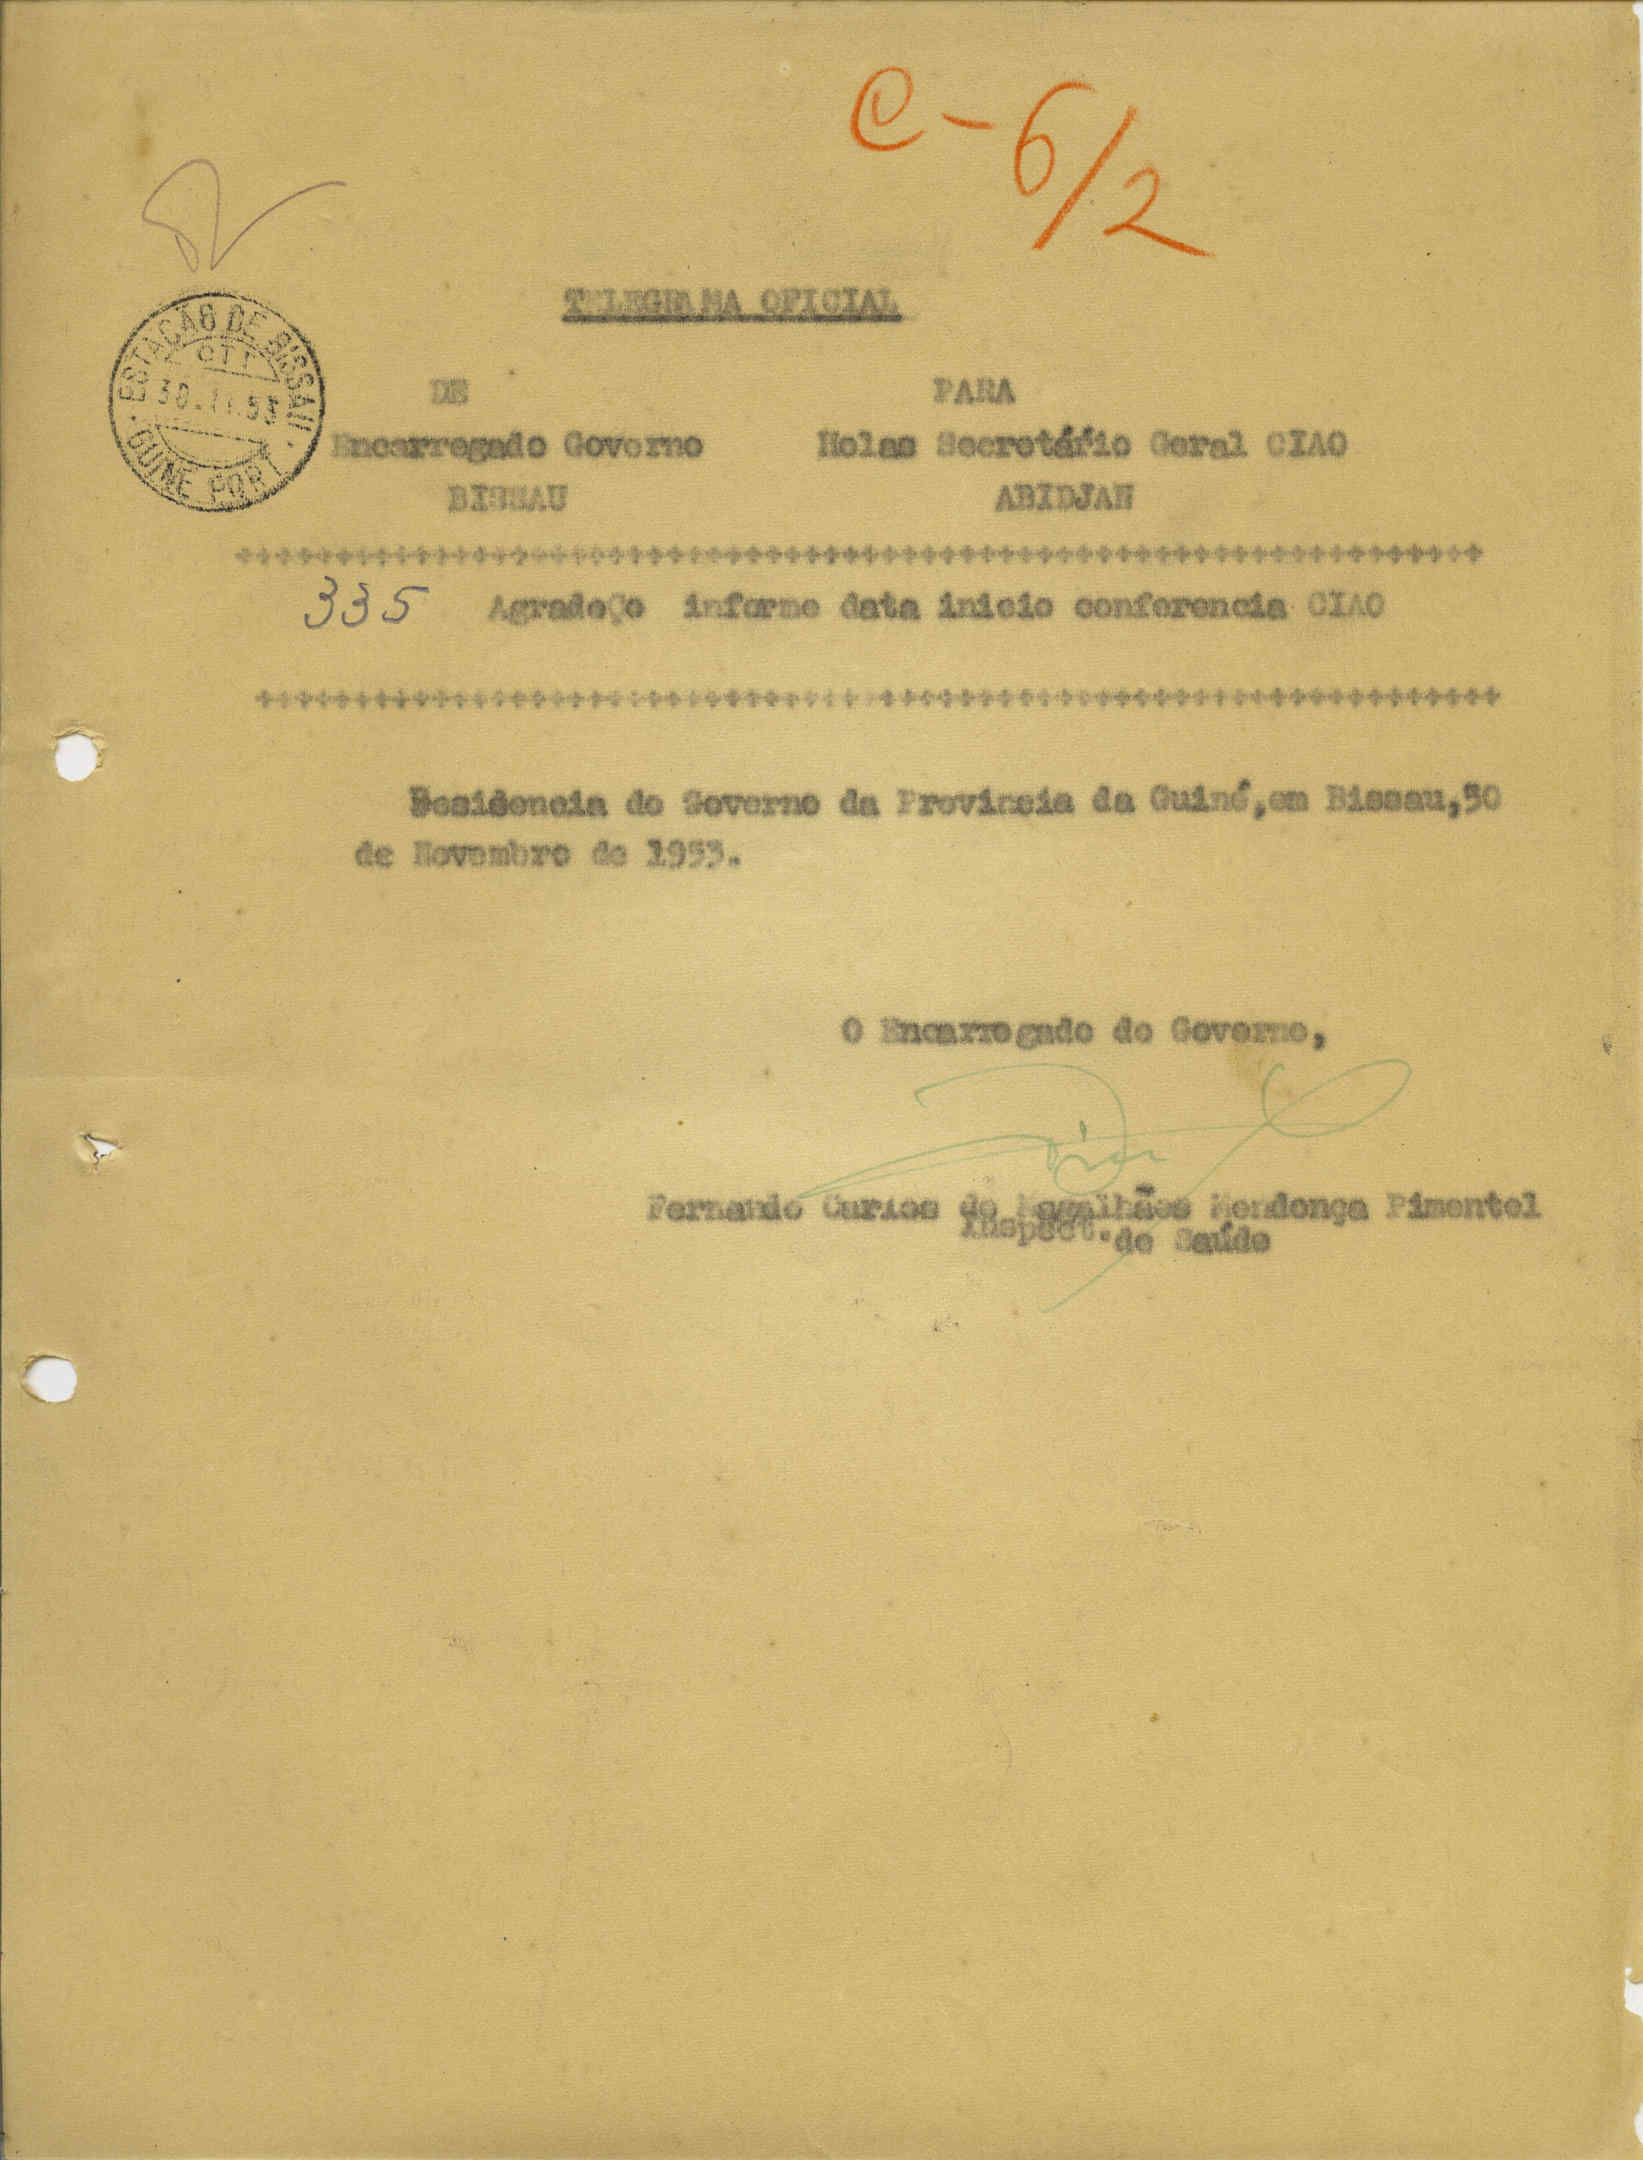 C-6/2
TELEGRAMA OFICIAL
ESTAÇÃO DE BISSAU
CTT
30.11.53
GUINÉ PORT.
DE PARA
Encarregado Governo Holas Secretário Geral CIAO
BISSAU ABIDJAN
++++++++++++++++++++++++++++++++++++++++++++++++++++++++++++++++
335 Agradeço informe data inicio conferencia CIAO
++++++++++++++++++++++++++++++++++++++++++++++++++++++++++++++++
Residencia do Governo da Provincia da Guiné,em Bissau,30
de Novembro de 1953.
O Encarregado do Governo,
Fernando Carlos de Magalhães Mendonça Pimentel
Inspect. de Saúde